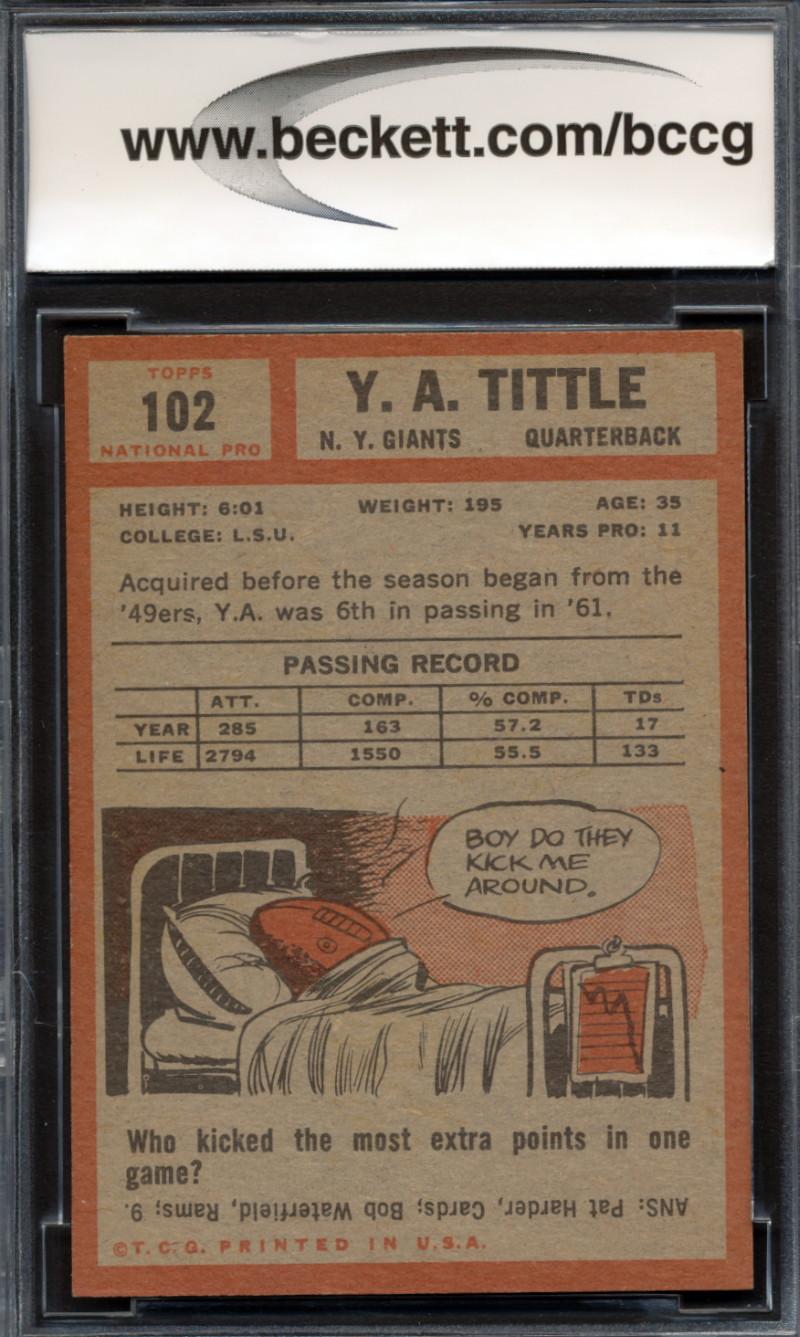 www.beckett.com/bccg
TOPPS
102
NATIONAL PRO
Y. A. TITTLE
N. Y. GIANTS QUARTERBACK
HEIGHT: 6:01 WEIGHT: 195 AGE: 35
COLLEGE: L.S.U. YEARS PRO: 11
Acquired before the season began from the
'49ers, Y.A. was 6th in passing in '61.
PASSING RECORD
ATT. COMP. % COMP. TDs
YEAR 285 163 57.2 17
LIFE 2794 1550 55.5 133
BOY DO THEY
KICK ME
AROUND.
Who kicked the most extra points in one
game?
ANS: Pat Harder, Cards; Bob Waterfield, Rams; 9.
©T.C.G. PRINTED IN U.S.A.